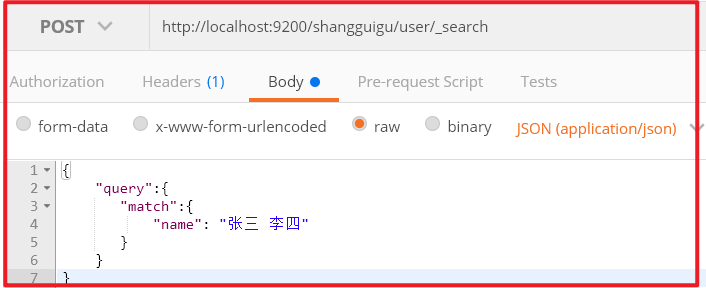 POST http://localhost:9200/shangguigu/user/_search
Authorization Headers (1) Body Pre-request Script Tests
form-data x-www-form-urlencoded raw binary JSON (application/json)
1 {
2 "query":{
3 "match":{
4 "name": "张三 李四"
5 }
6 }
7 }